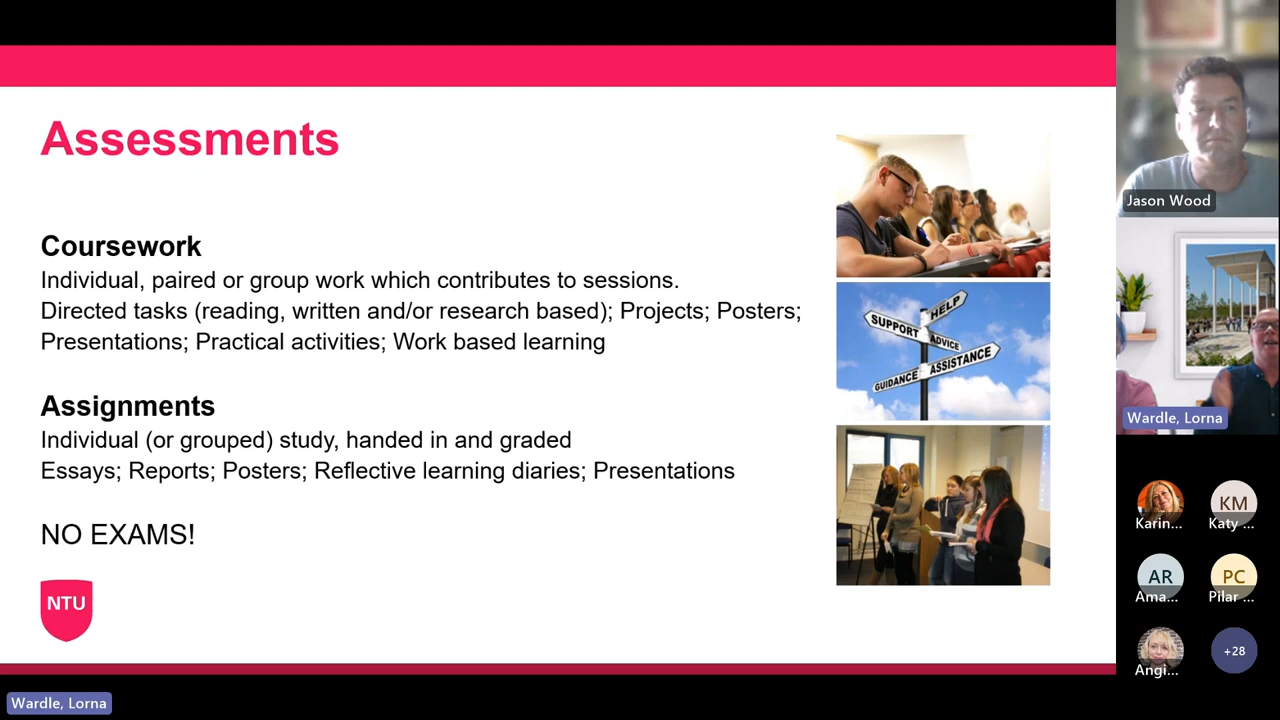 Assessments
Coursework
Individual, paired or group work which contributes to sessions.
Directed tasks (reading, written and/or research based); Projects; Posters;
Presentations; Practical activities; Work based learning
Assignments
Individual (or grouped) study, handed in and graded
Essays; Reports; Posters; Reflective learning diaries; Presentations
NO EXAMS!
NTU
HELP
SUPPORT
ADVICE
ASSISTANCE
GUIDANCE
Jason Wood
Wardle, Lorna
KM
Karin... Katy ...
AR PC
Ama... Pilar ...
+28
Angi...
Wardle, Lorna